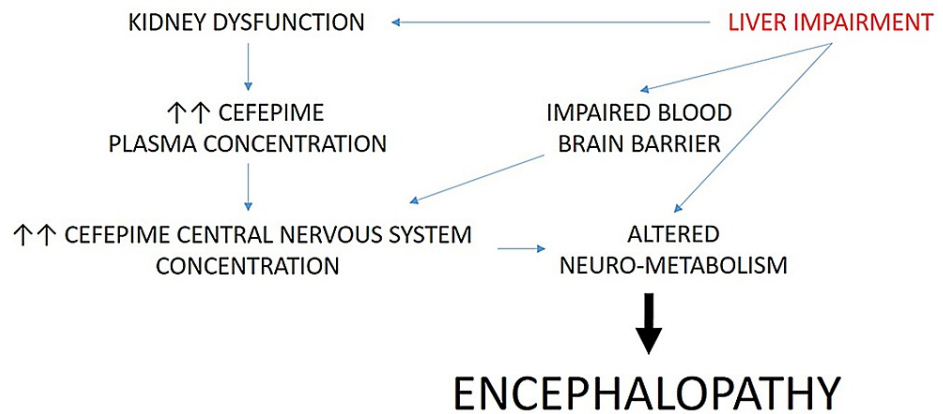 KIDNEY DYSFUNCTION
LIVER IMPAIRMENT
↑↑ CEFEPIME
PLASMA CONCENTRATION
IMPAIRED BLOOD
BRAIN BARRIER
↑↑ CEFEPIME CENTRAL NERVOUS SYSTEM
CONCENTRATION
ALTERED
NEURO-METABOLISM
ENCEPHALOPATHY